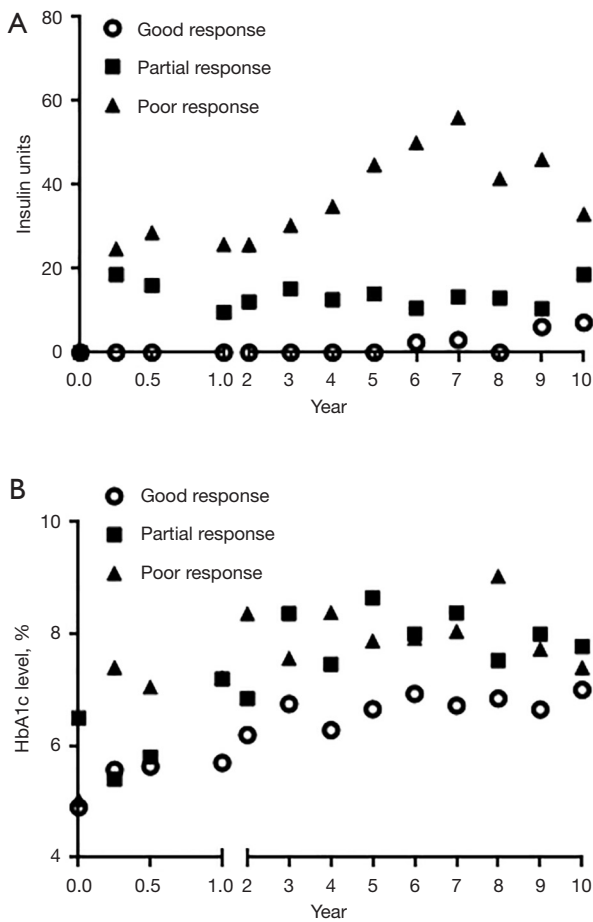 A
80
Good response
Partial response
60
Poor response
Insulin units
40
20
0
0.0 0.5 1.0 2 3 4 5 6 7 8 9 10
Year
B
Good response
10
Partial response
Poor response
HbA1c level, %
8
6
4
0.0 0.5 1.0 2 3 4 5 6 7 8 9 10
Year